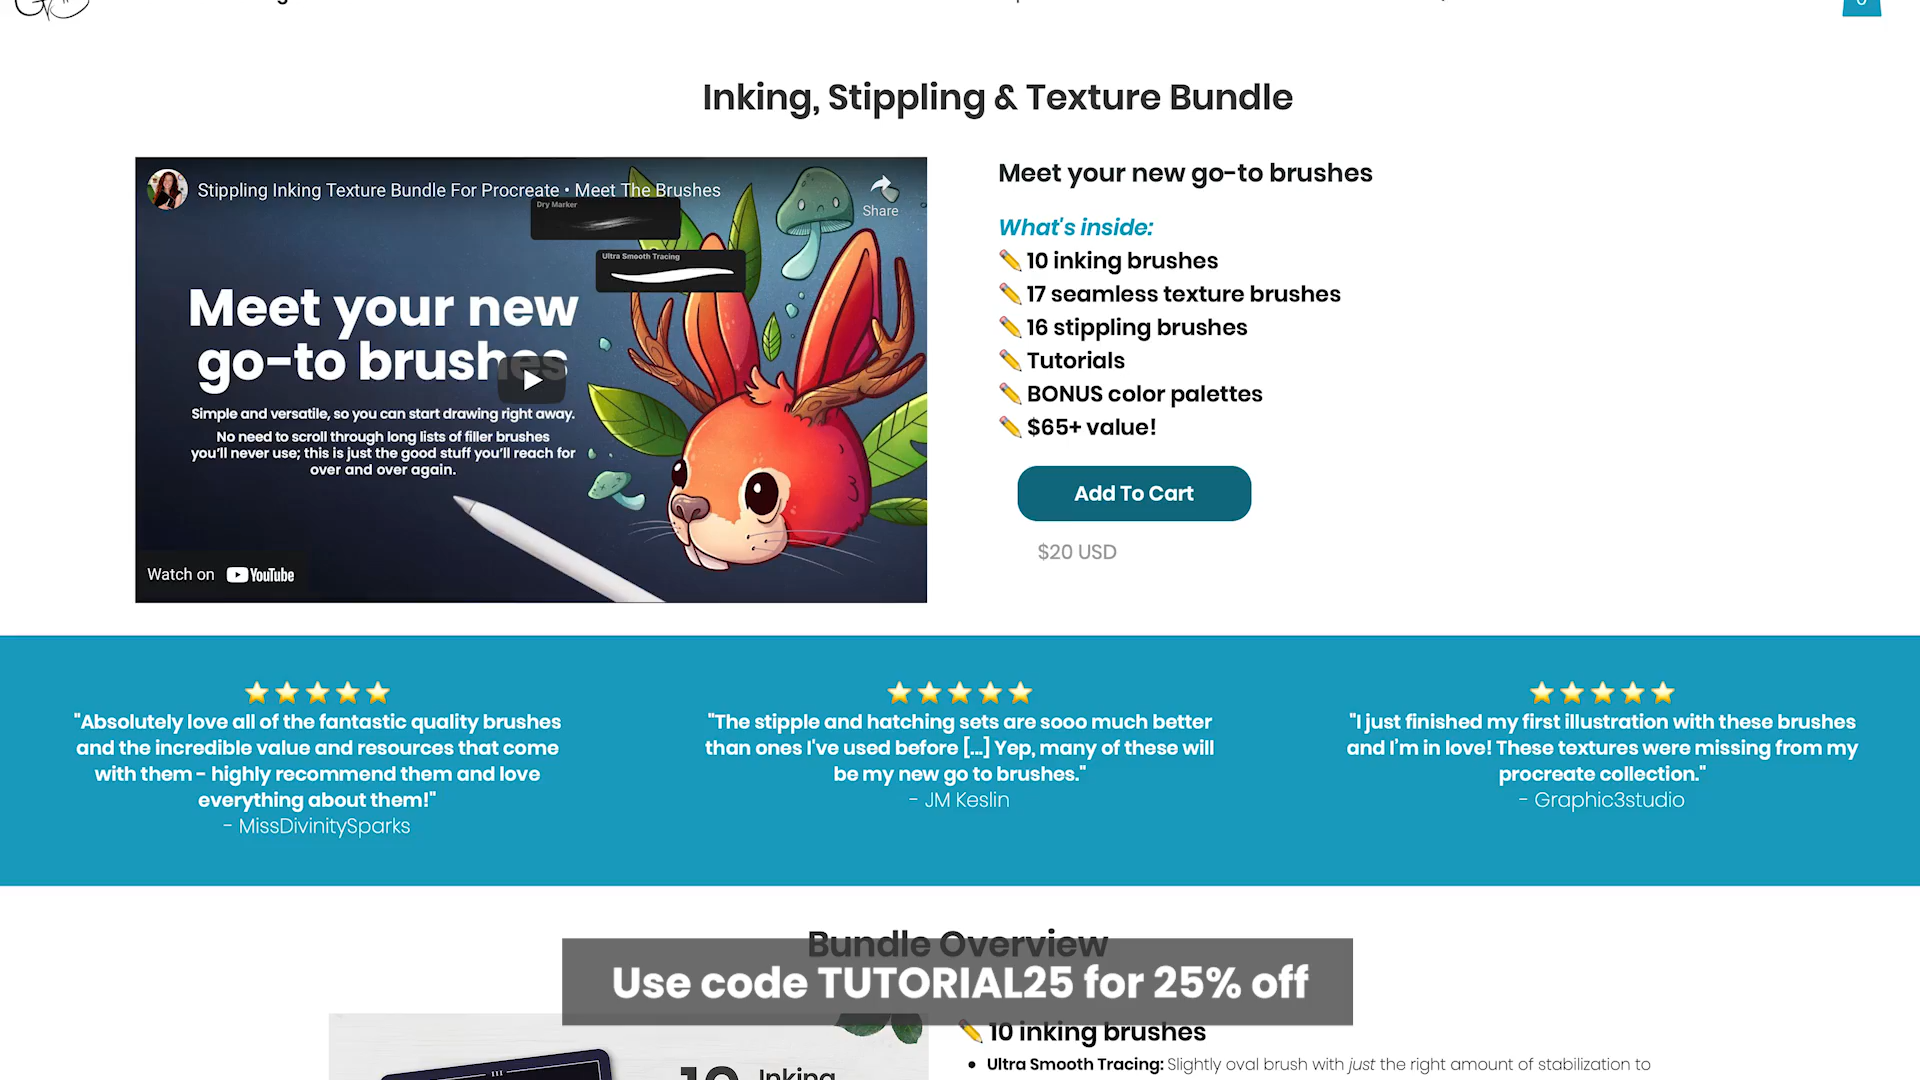 Inking, Stippling & Texture Bundle
Stippling Inking Texture Bundle For Procreate • Meet The Brushes
Share
Dry Marker
Ultra Smooth Tracing
Meet your new
go-to brushes
Simple and versatile, so you can start drawing right away.
No need to scroll through long lists of filler brushes
you'll never use; this is just the good stuff you'll reach for
over and over again.
Watch on YouTube
Meet your new go-to brushes
What's inside:
✏️ 10 inking brushes
✏️ 17 seamless texture brushes
✏️ 16 stippling brushes
✏️ Tutorials
✏️ BONUS color palettes
✏️ $65+ value!
Add To Cart
$20 USD
⭐⭐⭐⭐⭐
"Absolutely love all of the fantastic quality brushes
and the incredible value and resources that come
with them - highly recommend them and love
everything about them!"
- MissDivinitySparks
⭐⭐⭐⭐⭐
"The stipple and hatching sets are sooo much better
than ones I've used before [...] Yep, many of these will
be my new go to brushes."
- JM Keslin
⭐⭐⭐⭐⭐
"I just finished my first illustration with these brushes
and I'm in love! These textures were missing from my
procreate collection."
- Graphic3studio
Bundle Overview
Use code TUTORIAL25 for 25% off
10 Inking
✏️ 10 inking brushes
• Ultra Smooth Tracing: Slightly oval brush with just the right amount of stabilization to